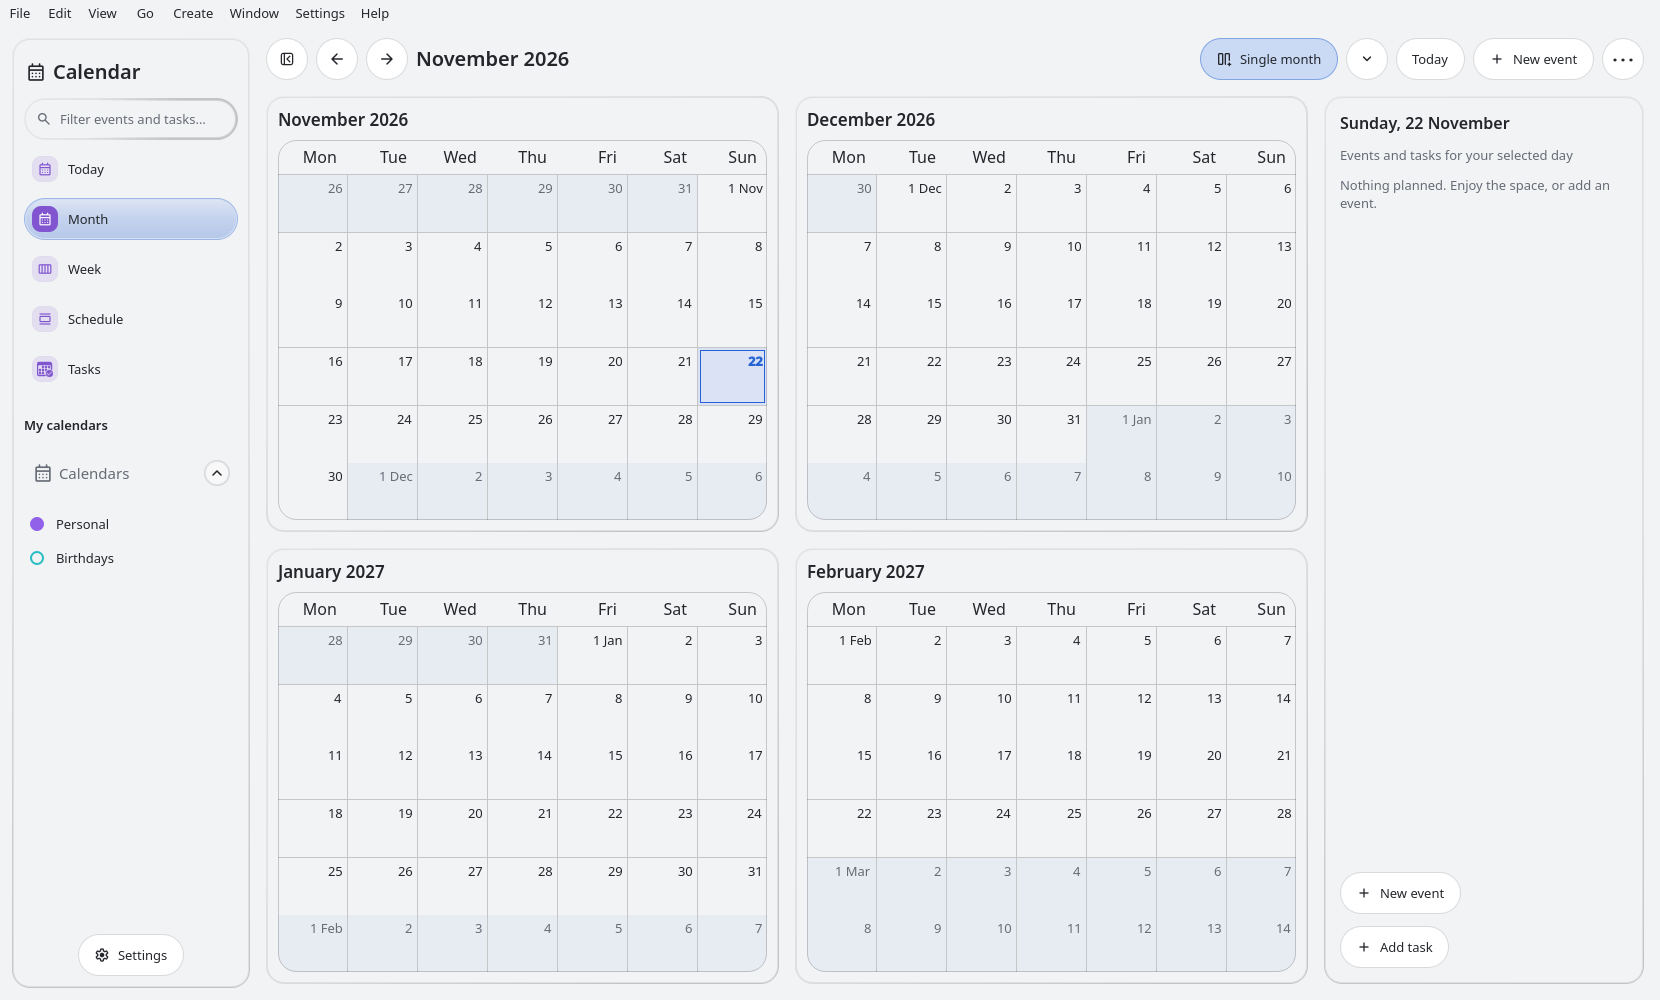 File Edit View Go Create Window Settings Help
Calendar
Filter events and tasks...
Today
Month
Week
Schedule
Tasks
My calendars
Calendars
Personal
Birthdays
Settings
November 2026
Single month
Today
New event
November 2026
Mon Tue Wed Thu Fri Sat Sun
26 27 28 29 30 31 1 Nov
2 3 4 5 6 7 8
9 10 11 12 13 14 15
16 17 18 19 20 21 22
23 24 25 26 27 28 29
30 1 Dec 2 3 4 5 6
December 2026
Mon Tue Wed Thu Fri Sat Sun
30 1 Dec 2 3 4 5 6
7 8 9 10 11 12 13
14 15 16 17 18 19 20
21 22 23 24 25 26 27
28 29 30 31 1 Jan 2 3
4 5 6 7 8 9 10
January 2027
Mon Tue Wed Thu Fri Sat Sun
28 29 30 31 1 Jan 2 3
4 5 6 7 8 9 10
11 12 13 14 15 16 17
18 19 20 21 22 23 24
25 26 27 28 29 30 31
1 Feb 2 3 4 5 6 7
February 2027
Mon Tue Wed Thu Fri Sat Sun
1 Feb 2 3 4 5 6 7
8 9 10 11 12 13 14
15 16 17 18 19 20 21
22 23 24 25 26 27 28
1 Mar 2 3 4 5 6 7
8 9 10 11 12 13 14
Sunday, 22 November
Events and tasks for your selected day
Nothing planned. Enjoy the space, or add an
event.
New event
Add task